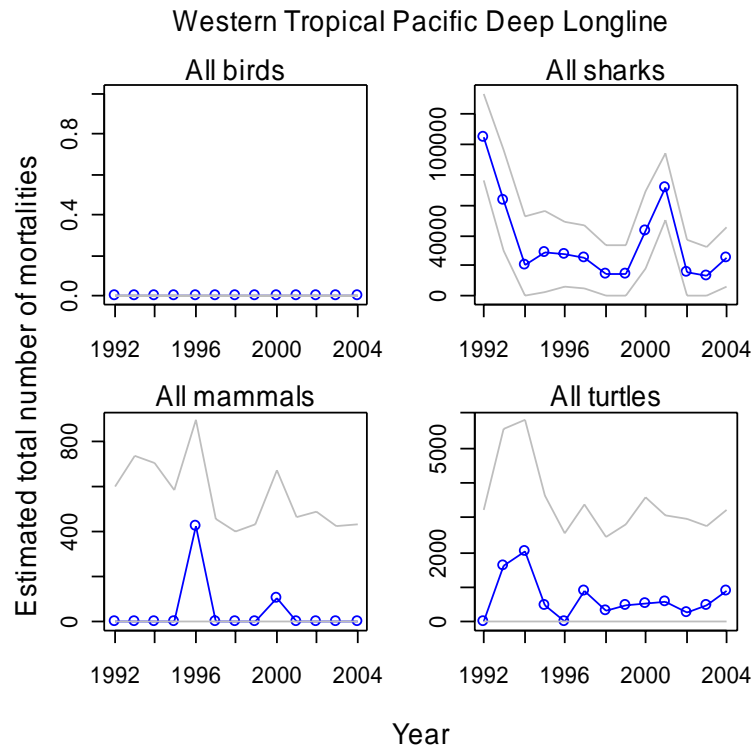 Western Tropical Pacific Deep Longline
All birds
All sharks
Estimated total number of mortalities
0.8
0.4
0.0
1992 1996 2000 2004
100000
40000
0
1992 1996 2000 2004
All mammals
All turtles
800
400
0
1992 1996 2000 2004
5000
2000
0
1992 1996 2000 2004
Year